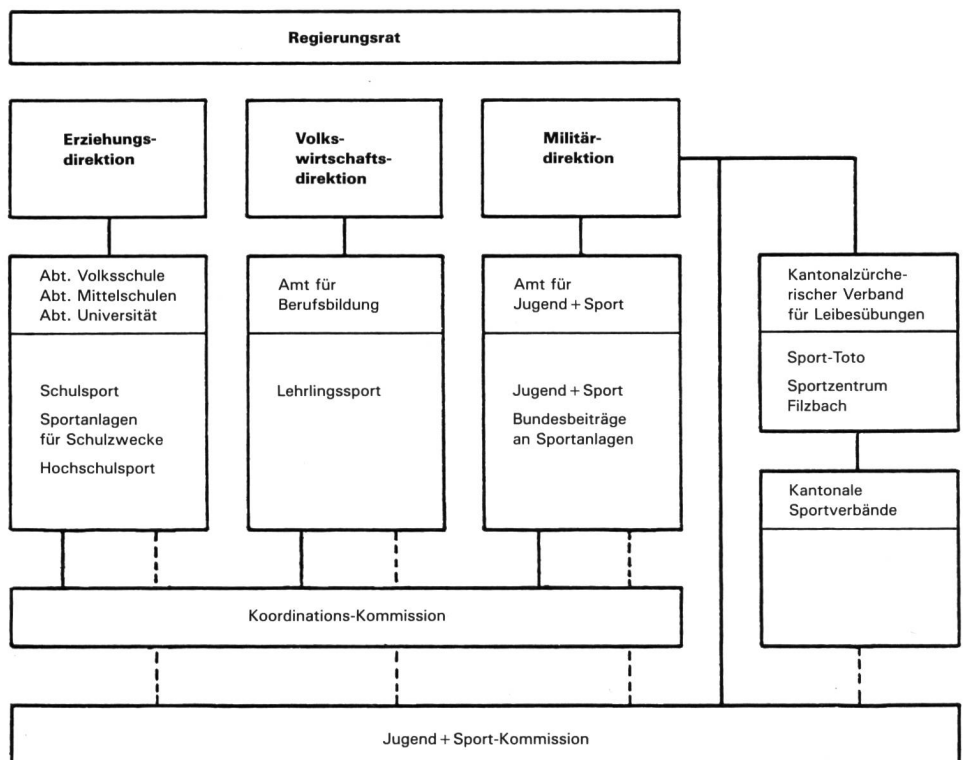 Regierungsrat
Erziehungs-
direktion
Volks-
wirtschafts-
direktion
Militär-
direktion
Abt. Volksschule
Abt. Mittelschulen
Abt. Universität
Schulsport
Sportanlagen
für Schulzwecke
Hochschulsport
Amt für
Berufsbildung
Lehrlingssport
Amt für
Jugend + Sport
Jugend + Sport
Bundesbeiträge
an Sportanlagen
Kantonalzürche-
rischer Verband
für Leibesübungen
Sport-Toto
Sportzentrum
Filzbach
Kantonale
Sportverbände
Koordinations-Kommission
Jugend + Sport-Kommission